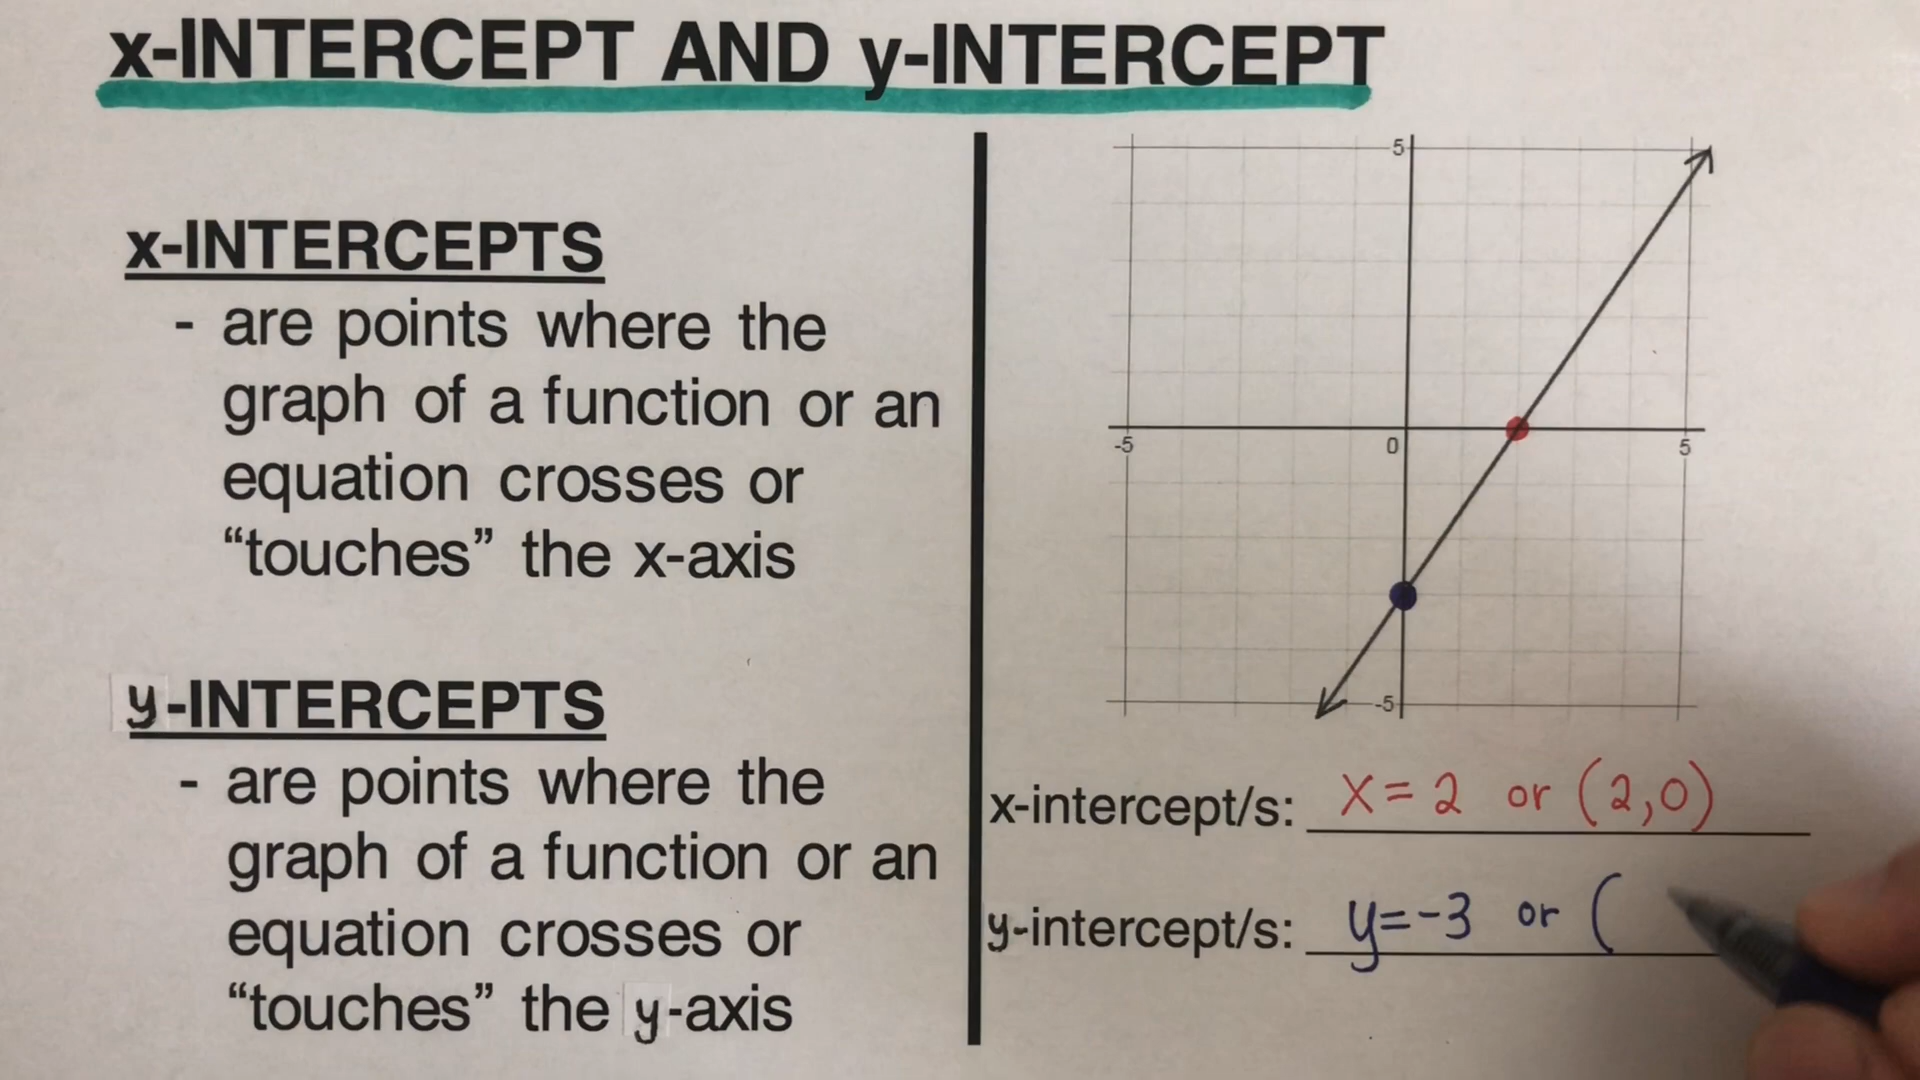 x-INTERCEPT AND y-INTERCEPT
x-INTERCEPTS
- are points where the
graph of a function or an
equation crosses or
“touches” the x-axis
y-INTERCEPTS
- are points where the
graph of a function or an
equation crosses or
“touches” the y-axis
5
-5
0
5
-5
x-intercept/s: x = 2 or (2,0)
y-intercept/s: y=-3 or (